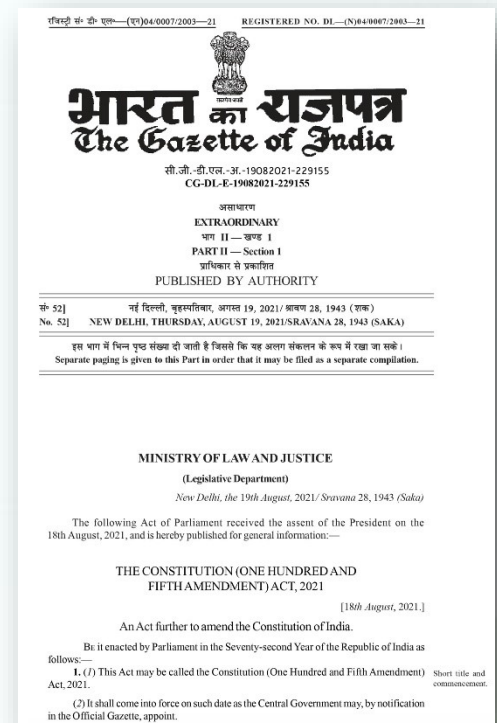 रजिस्ट्री सं॰ डी॰ एल॰—(एन)04/0007/2003—21 REGISTERED NO. DL—(N)04/0007/2003—21
भारत का राजपत्र
The Gazette of India
सी.जी.-डी.एल.-अ.-19082021-229155
CG-DL-E-19082021-229155
असाधारण
EXTRAORDINARY
भाग II — खण्ड 1
PART II — Section 1
प्राधिकार से प्रकाशित
PUBLISHED BY AUTHORITY
सं॰ 52] नई दिल्ली, बृहस्पतिवार, अगस्त 19, 2021/ श्रावण 28, 1943 (शक)
No. 52] NEW DELHI, THURSDAY, AUGUST 19, 2021/SRAVANA 28, 1943 (SAKA)
इस भाग में भिन्न पृष्ठ संख्या दी जाती है जिससे कि यह अलग संकलन के रूप में रखा जा सके।
Separate paging is given to this Part in order that it may be filed as a separate compilation.
MINISTRY OF LAW AND JUSTICE
(Legislative Department)
New Delhi, the 19th August, 2021/ Sravana 28, 1943 (Saka)
The following Act of Parliament received the assent of the President on the
18th August, 2021, and is hereby published for general information:—
THE CONSTITUTION (ONE HUNDRED AND
FIFTH AMENDMENT) ACT, 2021
[18th August, 2021.]
An Act further to amend the Constitution of India.
BE it enacted by Parliament in the Seventy-second Year of the Republic of India as
follows:—
1. (1) This Act may be called the Constitution (One Hundred and Fifth Amendment) Short title and
Act, 2021. commencement.
(2) It shall come into force on such date as the Central Government may, by notification
in the Official Gazette, appoint.